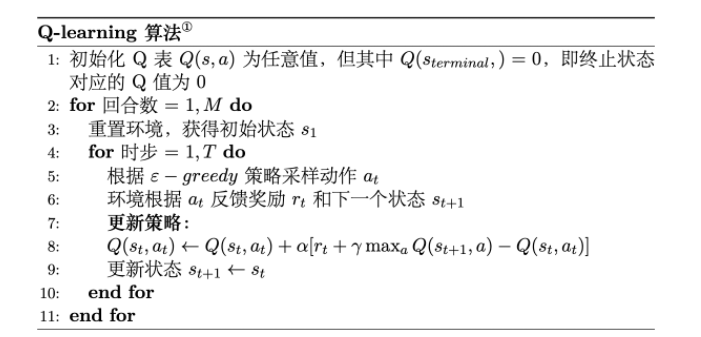 Q-learning 算法①
1: 初始化 Q 表 Q(s, a) 为任意值，但其中 Q(s_{terminal}, ) = 0，即终止状态
对应的 Q 值为 0
2: for 回合数 = 1, M do
3: 重置环境，获得初始状态 s_1
4: for 时步 = 1, T do
5: 根据 ε − greedy 策略采样动作 a_t
6: 环境根据 a_t 反馈奖励 r_t 和下一个状态 s_{t+1}
7: 更新策略：
8: Q(s_t, a_t) ← Q(s_t, a_t) + α[r_t + γ max_a Q(s_{t+1}, a) − Q(s_t, a_t)]
9: 更新状态 s_{t+1} ← s_t
10: end for
11: end for